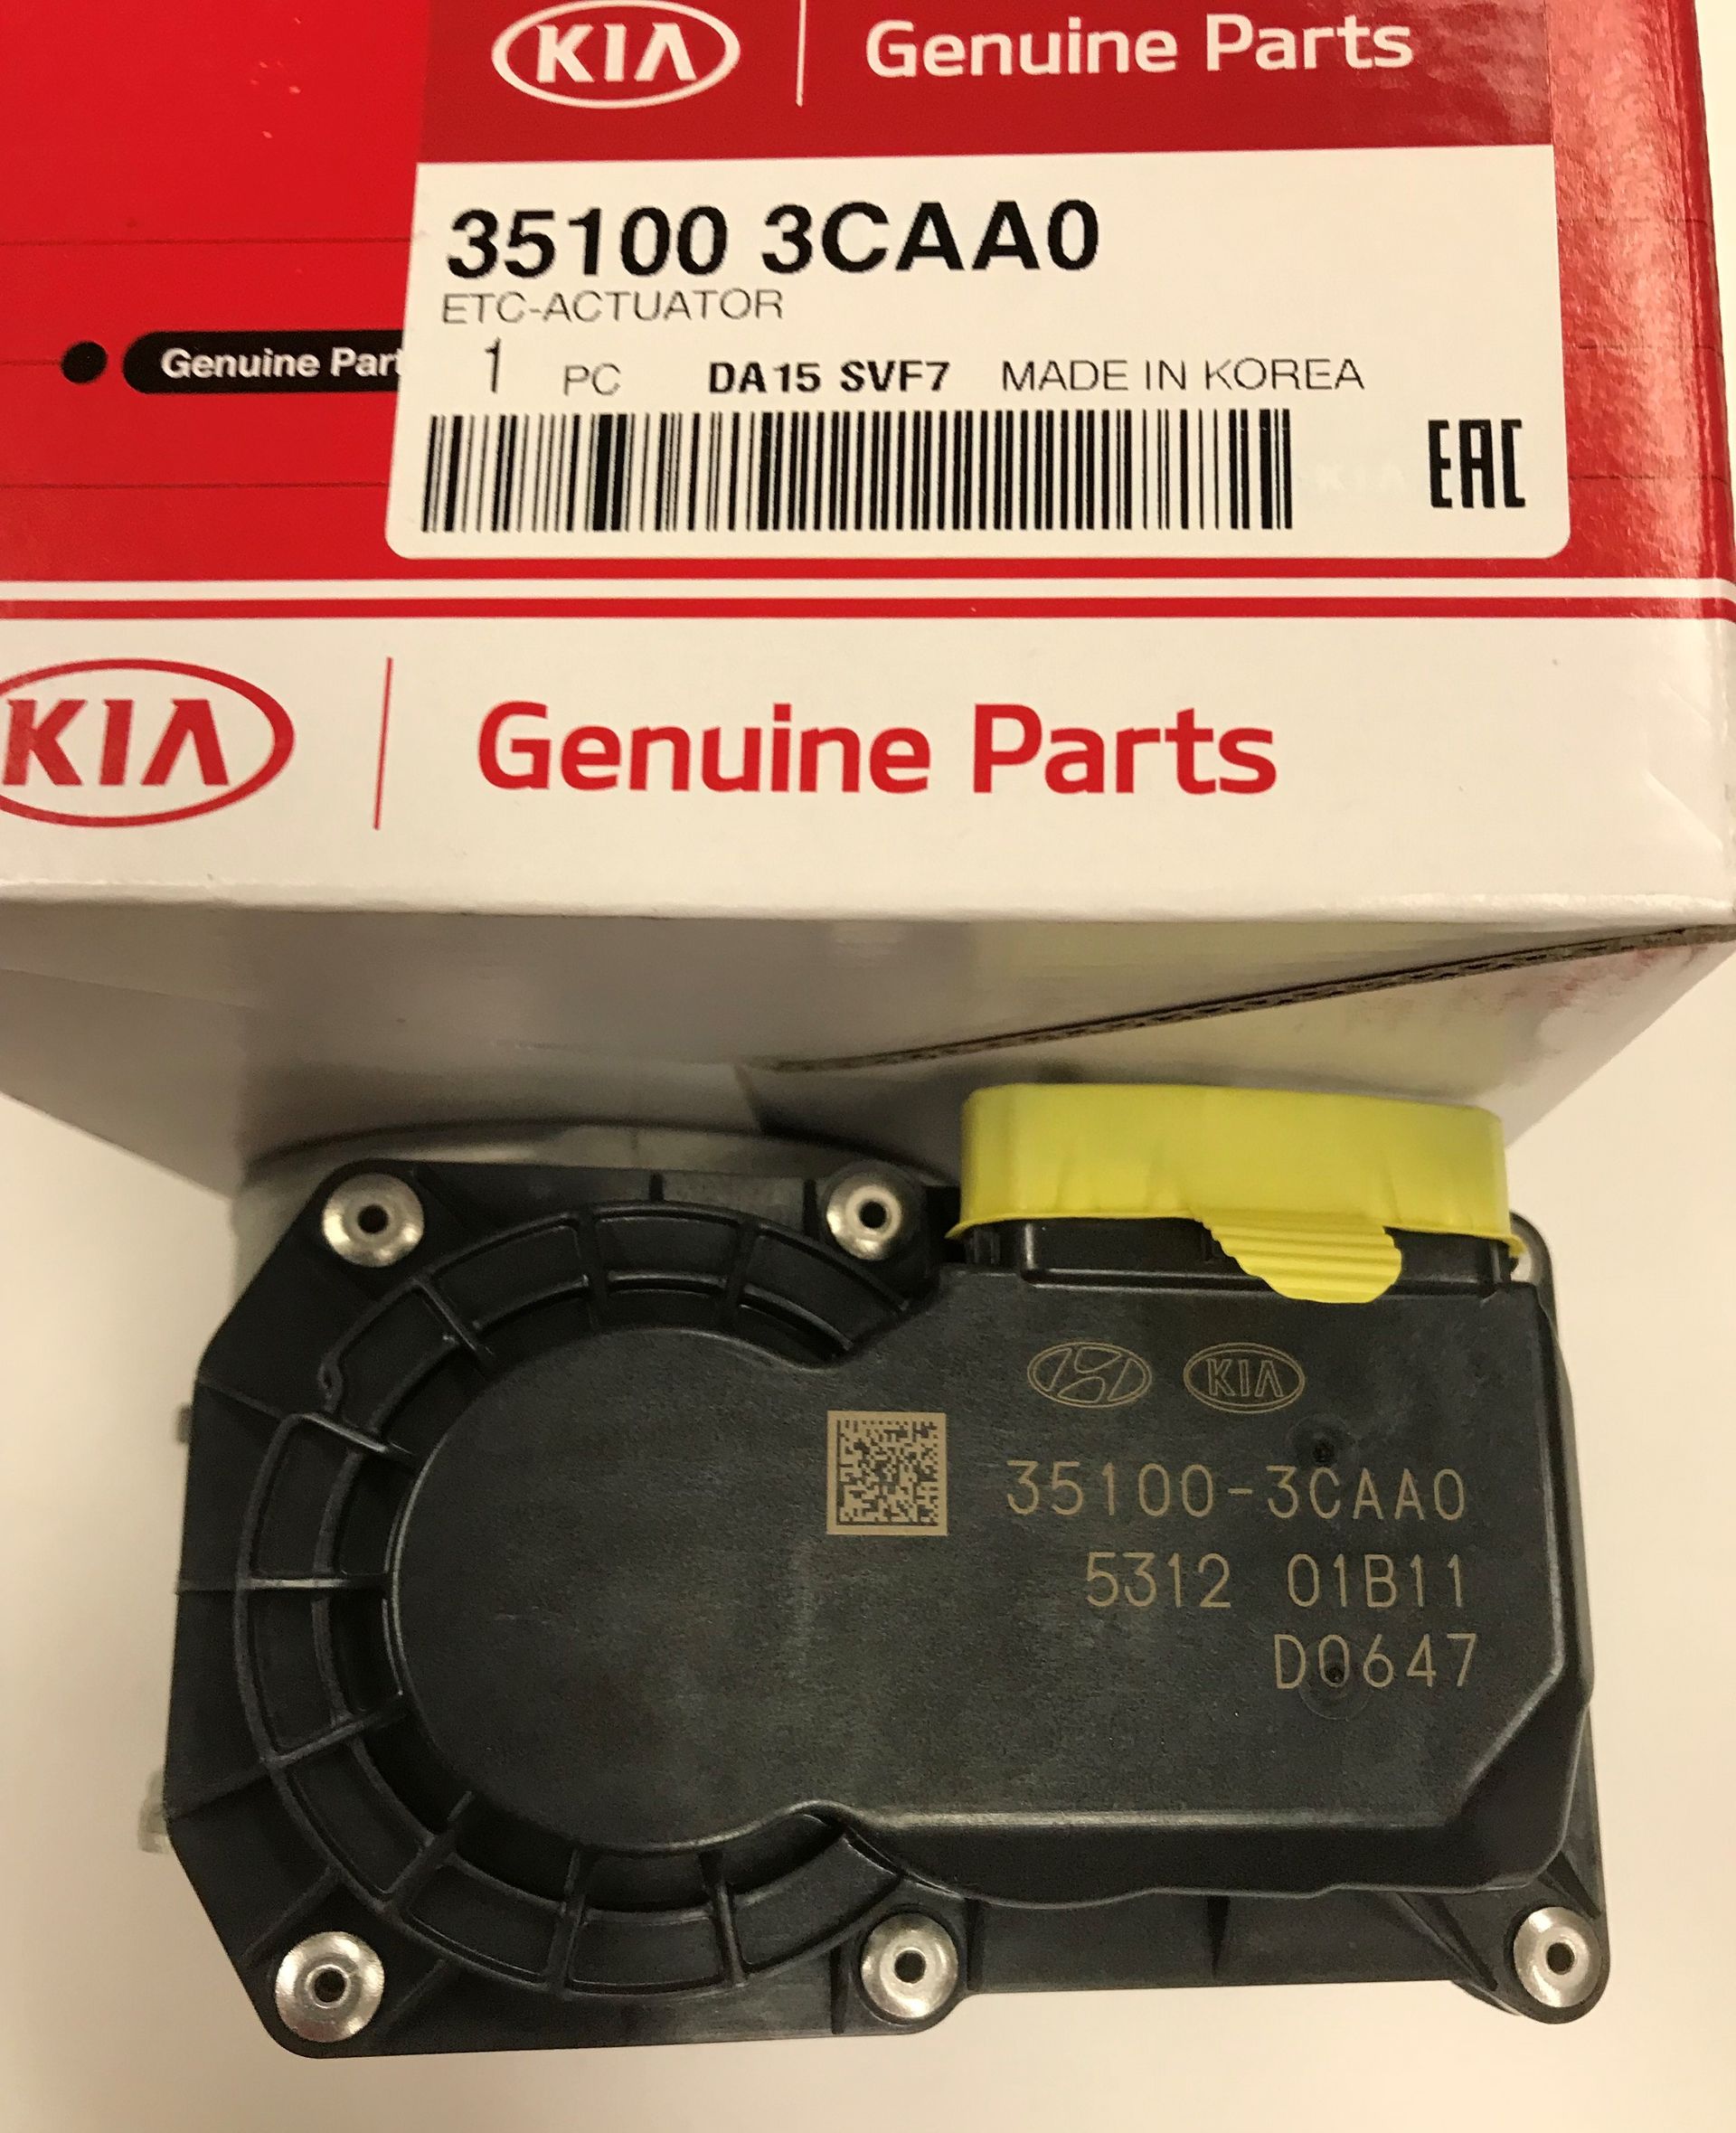 KIA Genuine Parts
35100 3CAA0
ETC-ACTUATOR
Genuine Part
1 PC DA15 SVF7 MADE IN KOREA
EAC
KIA Genuine Parts
KIA
35100-3CAA0
5312 01B11
D0647